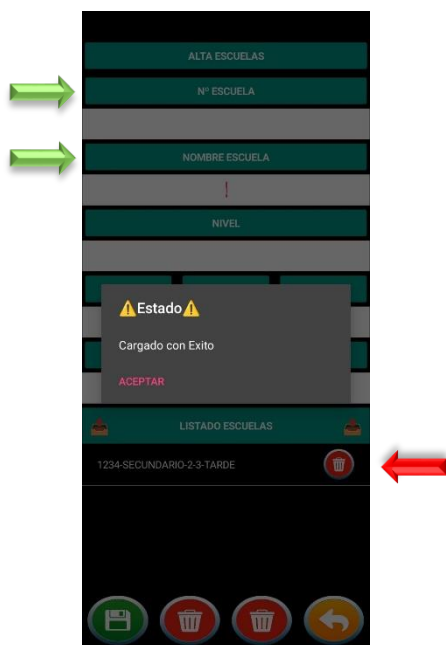 ALTA ESCUELAS
Nº ESCUELA
NOMBRE ESCUELA
!
NIVEL
⚠Estado⚠
Cargado con Exito
ACEPTAR
LISTADO ESCUELAS
1234-SECUNDARIO-2-3-TARDE